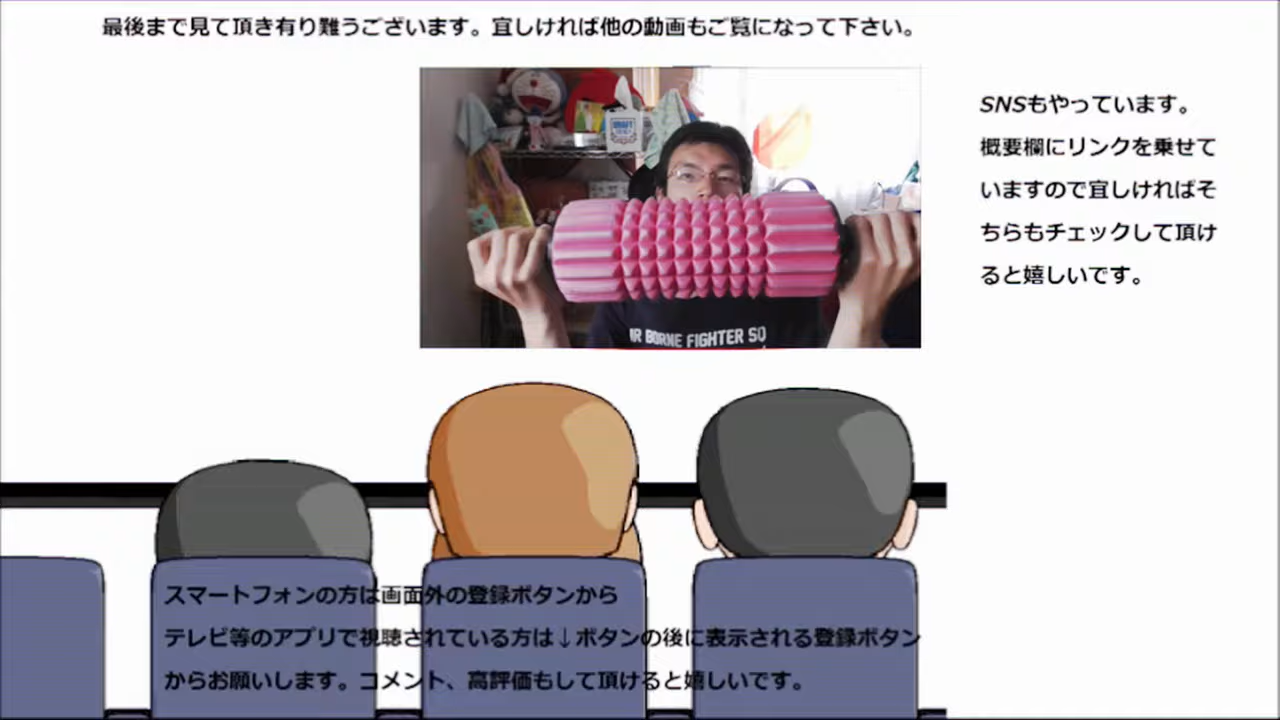 最後まで見て頂き有り難うございます。宜しければ他の動画もご覧になって下さい。
SNSもやっています。
概要欄にリンクを乗せて
いますので宜しければそ
ちらもチェックして頂け
ると嬉しいです。
IR BORNE FIGHTER SO
スマートフォンの方は画面外の登録ボタンから
テレビ等のアプリで視聴されている方は↓ボタンの後に表示される登録ボタン
からお願いします。コメント、高評価もして頂けると嬉しいです。